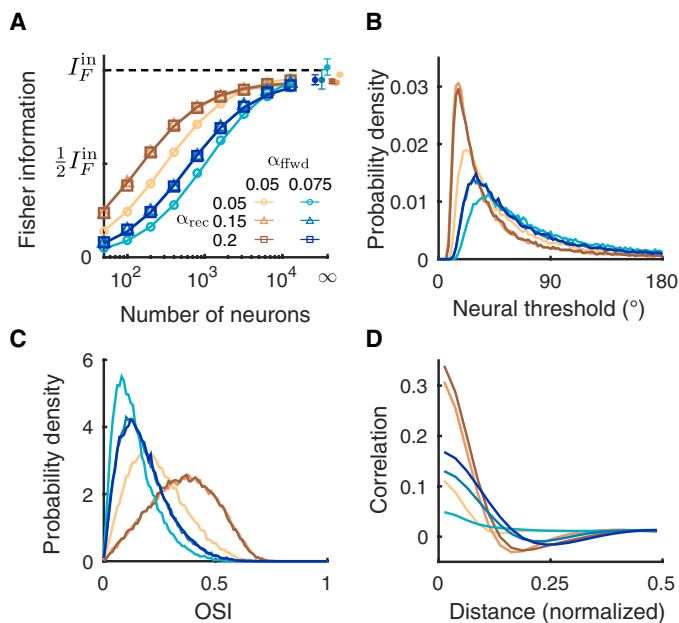 A
Fisher information
I_F^in
½ I_F^in
0
10² 10³ 10⁴ ∞
Number of neurons
α_ffwd
0.05 0.075
0.05
α_rec 0.15
0.2
B
Probability density
0.03
0.02
0.01
0
0 90 180
Neural threshold (°)
C
Probability density
6
4
2
0
0 0.5 1
OSI
D
Correlation
0.3
0.2
0.1
0
0 0.25 0.5
Distance (normalized)